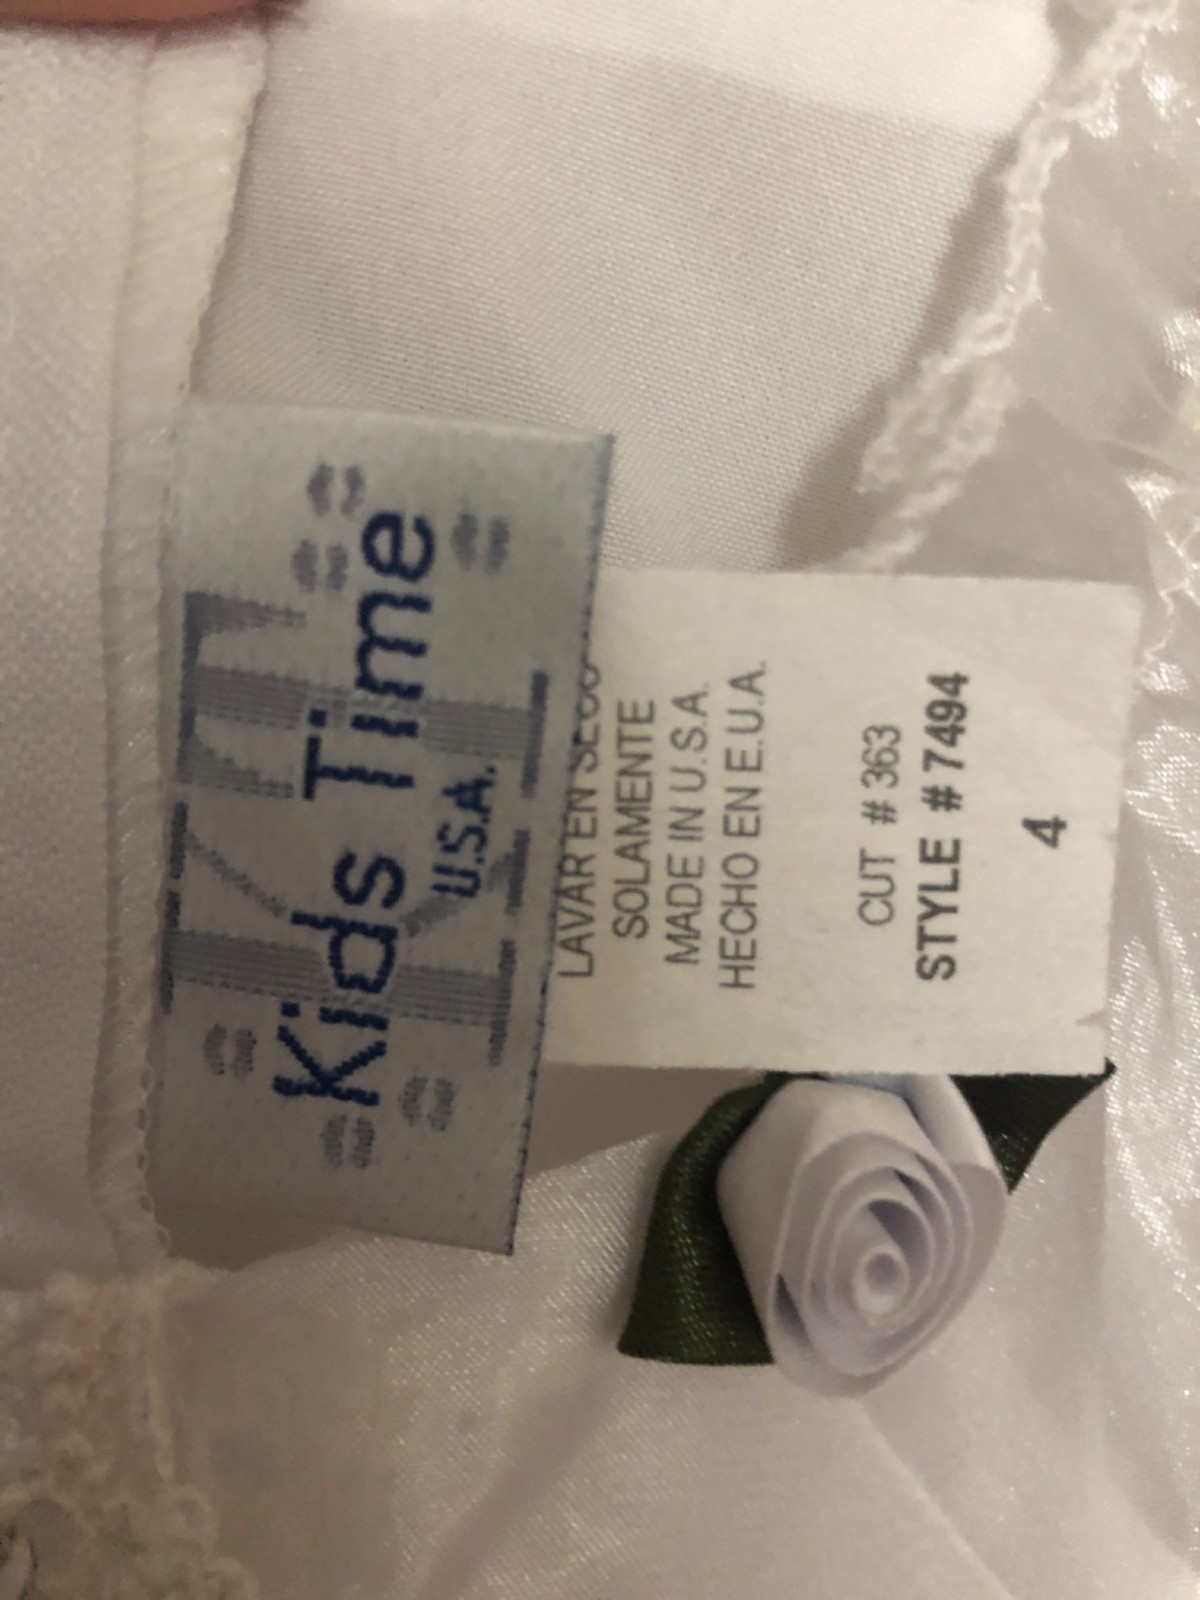 Kids Time
U.S.A.
LAVAR EN SECO
SOLAMENTE
MADE IN U.S.A.
HECHO EN E.U.A.
CUT # 363
STYLE # 7494
4